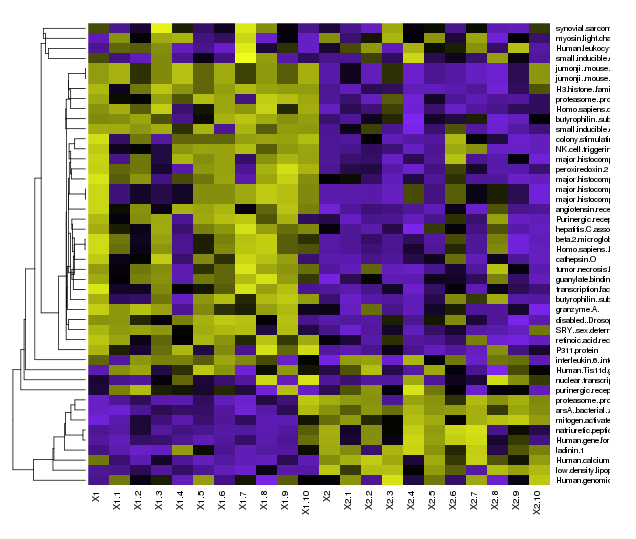 synovial.sarcom
myosin.light.cha
Human.leukocy
small.inducible.
jumonji..mouse.
jumonji..mouse.
H3.histone..fami
proteasome..pro
Homo.sapiens.c
butyrophilin..sub
small.inducible.
colony.stimulati
NK.cell.triggerin
major.histocomp
peroxiredoxin.2
major.histocomp
major.histocomp
major.histocomp
angiotensin.rece
Purinergic.recep
hepatitis.C.asso
beta.2.microglob
Homo.sapiens.I
cathepsin.O
tumor.necrosis.f
guanylate.bindin
transcription.fac
butyrophilin..sub
granzyme.A.
disabled..Drosop
SRY..sex.deterr
retinoic.acid.rec
P311.protein
interleukin.6..inte
Human.Tis11d.g
nuclear.transcrip
purinergic.recep
proteasome..pro
arsA.bacterial..a
mitogen.activate
natriuretic.peptic
Human.gene.for
ladinin.1
Human.calcium
low.density.lipop
Human.genomic
X1 X1.1 X1.2 X1.3 X1.4 X1.5 X1.6 X1.7 X1.8 X1.9 X1.10 X2 X2.1 X2.2 X2.3 X2.4 X2.5 X2.6 X2.7 X2.8 X2.9 X2.10